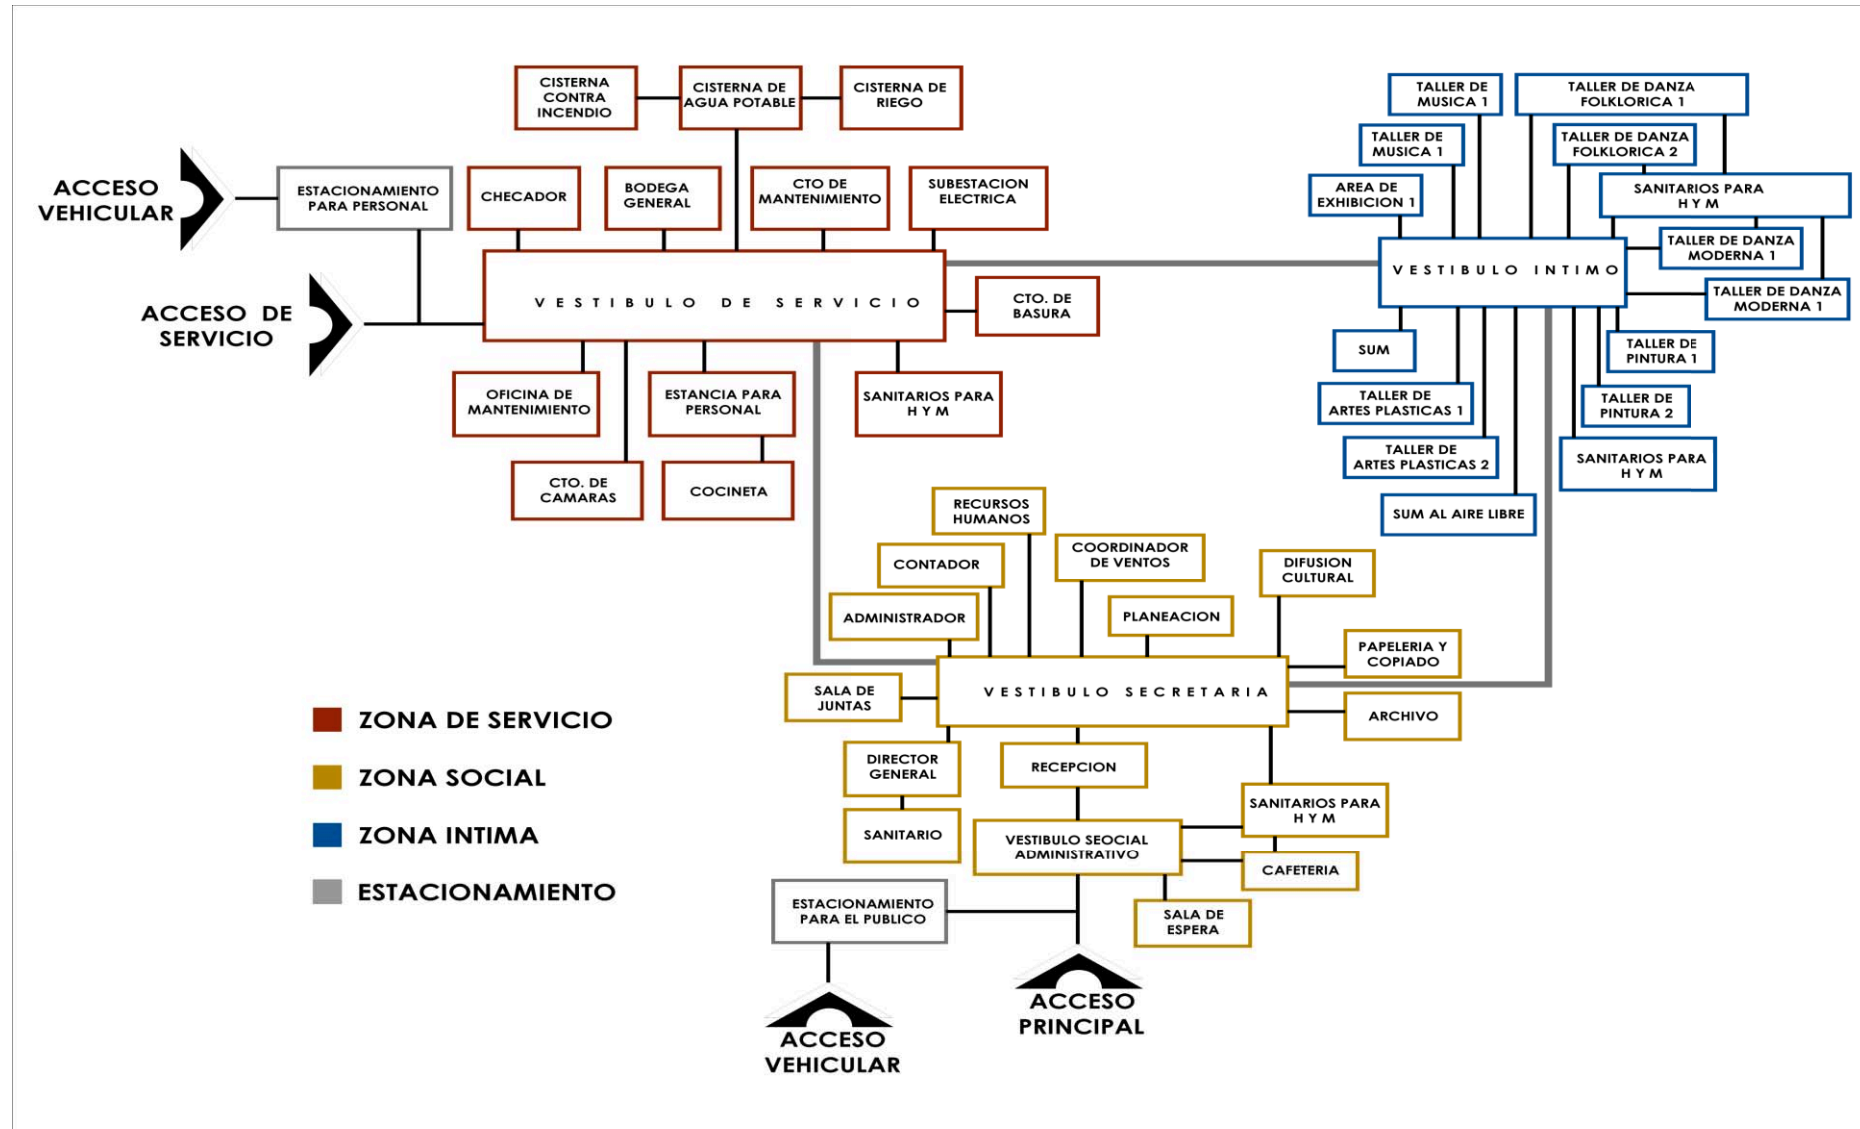 CISTERNA
CONTRA
INCENDIO
CISTERNA DE
AGUA POTABLE
CISTERNA DE
RIEGO
ACCESO
VEHICULAR
ESTACIONAMIENTO
PARA PERSONAL
CHECADOR
BODEGA
GENERAL
CTO DE
MANTENIMIENTO
SUBESTACION
ELECTRICA
ACCESO DE
SERVICIO
VESTIBULO DE SERVICIO
CTO. DE
BASURA
OFICINA DE
MANTENIMIENTO
ESTANCIA PARA
PERSONAL
SANITARIOS PARA
H Y M
CTO. DE
CAMARAS
COCINETA
TALLER DE
MUSICA 1
TALLER DE DANZA
FOLKLORICA 1
TALLER DE
MUSICA 1
TALLER DE DANZA
FOLKLORICA 2
AREA DE
EXHIBICION 1
SANITARIOS PARA
H Y M
VESTIBULO INTIMO
TALLER DE DANZA
MODERNA 1
TALLER DE DANZA
MODERNA 1
SUM
TALLER DE
PINTURA 1
TALLER DE
ARTES PLASTICAS 1
TALLER DE
PINTURA 2
TALLER DE
ARTES PLASTICAS 2
SANITARIOS PARA
H Y M
SUM AL AIRE LIBRE
RECURSOS
HUMANOS
CONTADOR
COORDINADOR
DE VENTOS
DIFUSION
CULTURAL
ADMINISTRADOR
PLANEACION
PAPELERIA Y
COPIADO
SALA DE
JUNTAS
VESTIBULO SECRETARIA
ARCHIVO
DIRECTOR
GENERAL
RECEPCION
SANITARIOS PARA
H Y M
SANITARIO
VESTIBULO SEOCIAL
ADMINISTRATIVO
CAFETERIA
ESTACIONAMIENTO
PARA EL PUBLICO
SALA DE
ESPERA
ACCESO
PRINCIPAL
ACCESO
VEHICULAR
ZONA DE SERVICIO
ZONA SOCIAL
ZONA INTIMA
ESTACIONAMIENTO